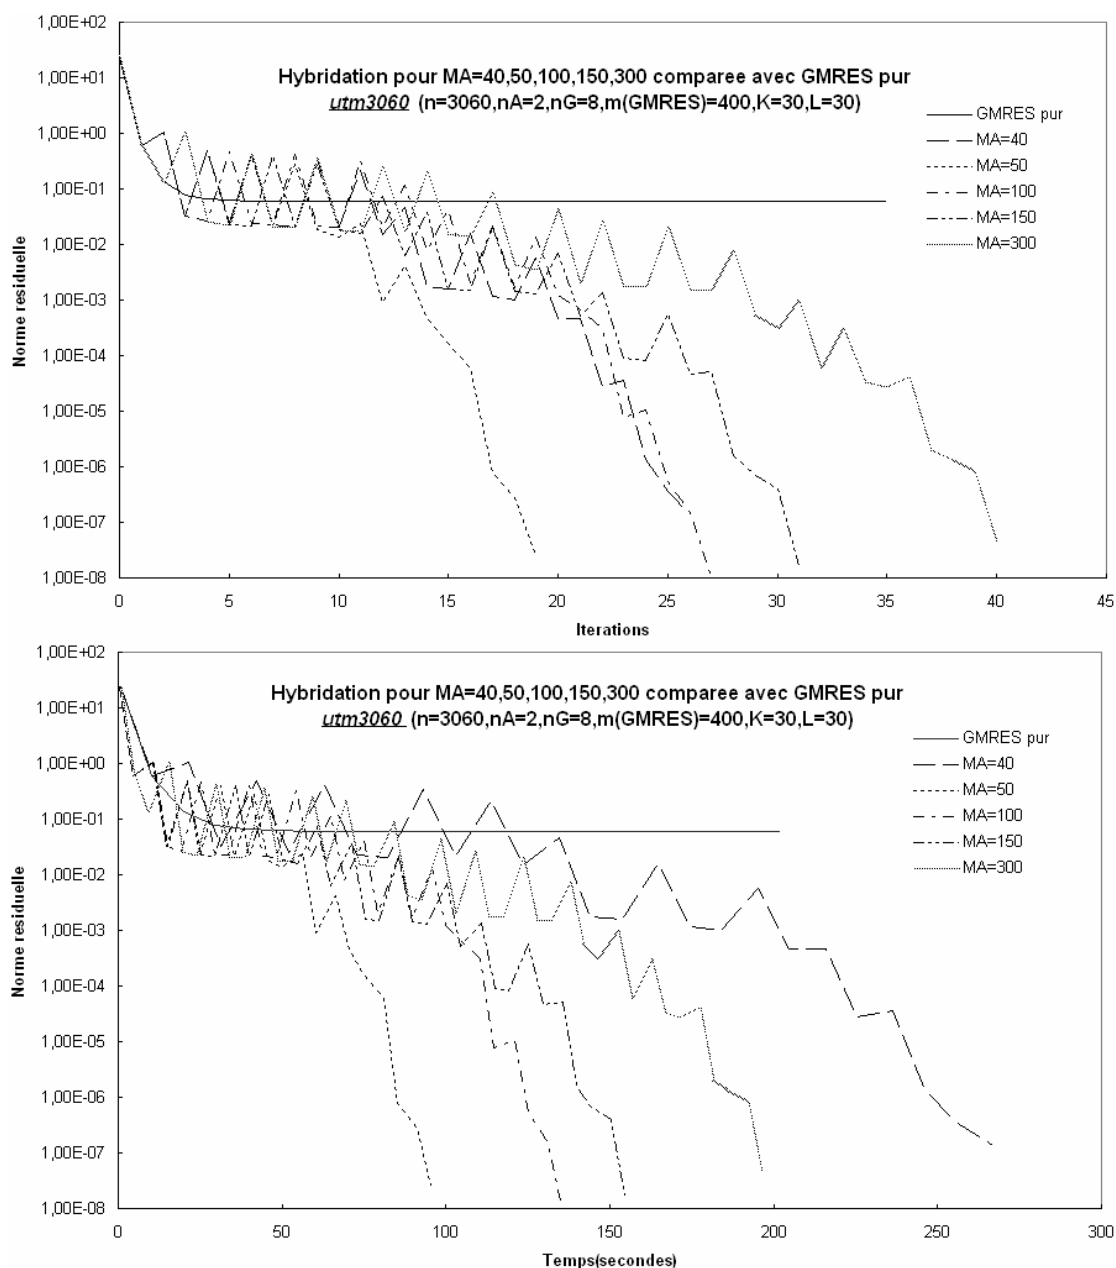 1,00E+02
1,00E+01
1,00E+00
1,00E-01
1,00E-02
1,00E-03
1,00E-04
1,00E-05
1,00E-06
1,00E-07
1,00E-08
Norme residuelle
Hybridation pour MA=40,50,100,150,300 comparee avec GMRES pur
utm3060 (n=3060,nA=2,nG=8,m(GMRES)=400,K=30,L=30)
GMRES pur
MA=40
MA=50
MA=100
MA=150
MA=300
0 5 10 15 20 25 30 35 40 45
Iterations
1,00E+02
1,00E+01
1,00E+00
1,00E-01
1,00E-02
1,00E-03
1,00E-04
1,00E-05
1,00E-06
1,00E-07
1,00E-08
Norme residuelle
Hybridation pour MA=40,50,100,150,300 comparee avec GMRES pur
utm3060 (n=3060,nA=2,nG=8,m(GMRES)=400,K=30,L=30)
GMRES pur
MA=40
MA=50
MA=100
MA=150
MA=300
0 50 100 150 200 250 300
Temps(secondes)